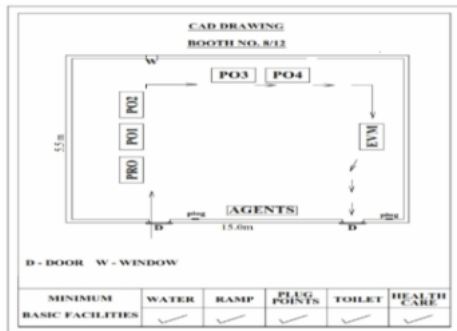 CAD DRAWING
BOOTH NO. 8/12
W
PO3 PO4
PO2
PO1
PRO
EVM
5.5 m
AGENTS
plug plug
D 15.0m D
D - DOOR W - WINDOW
MINIMUM BASIC FACILITIES WATER RAMP PLUG POINTS TOILET HEALTH CARE